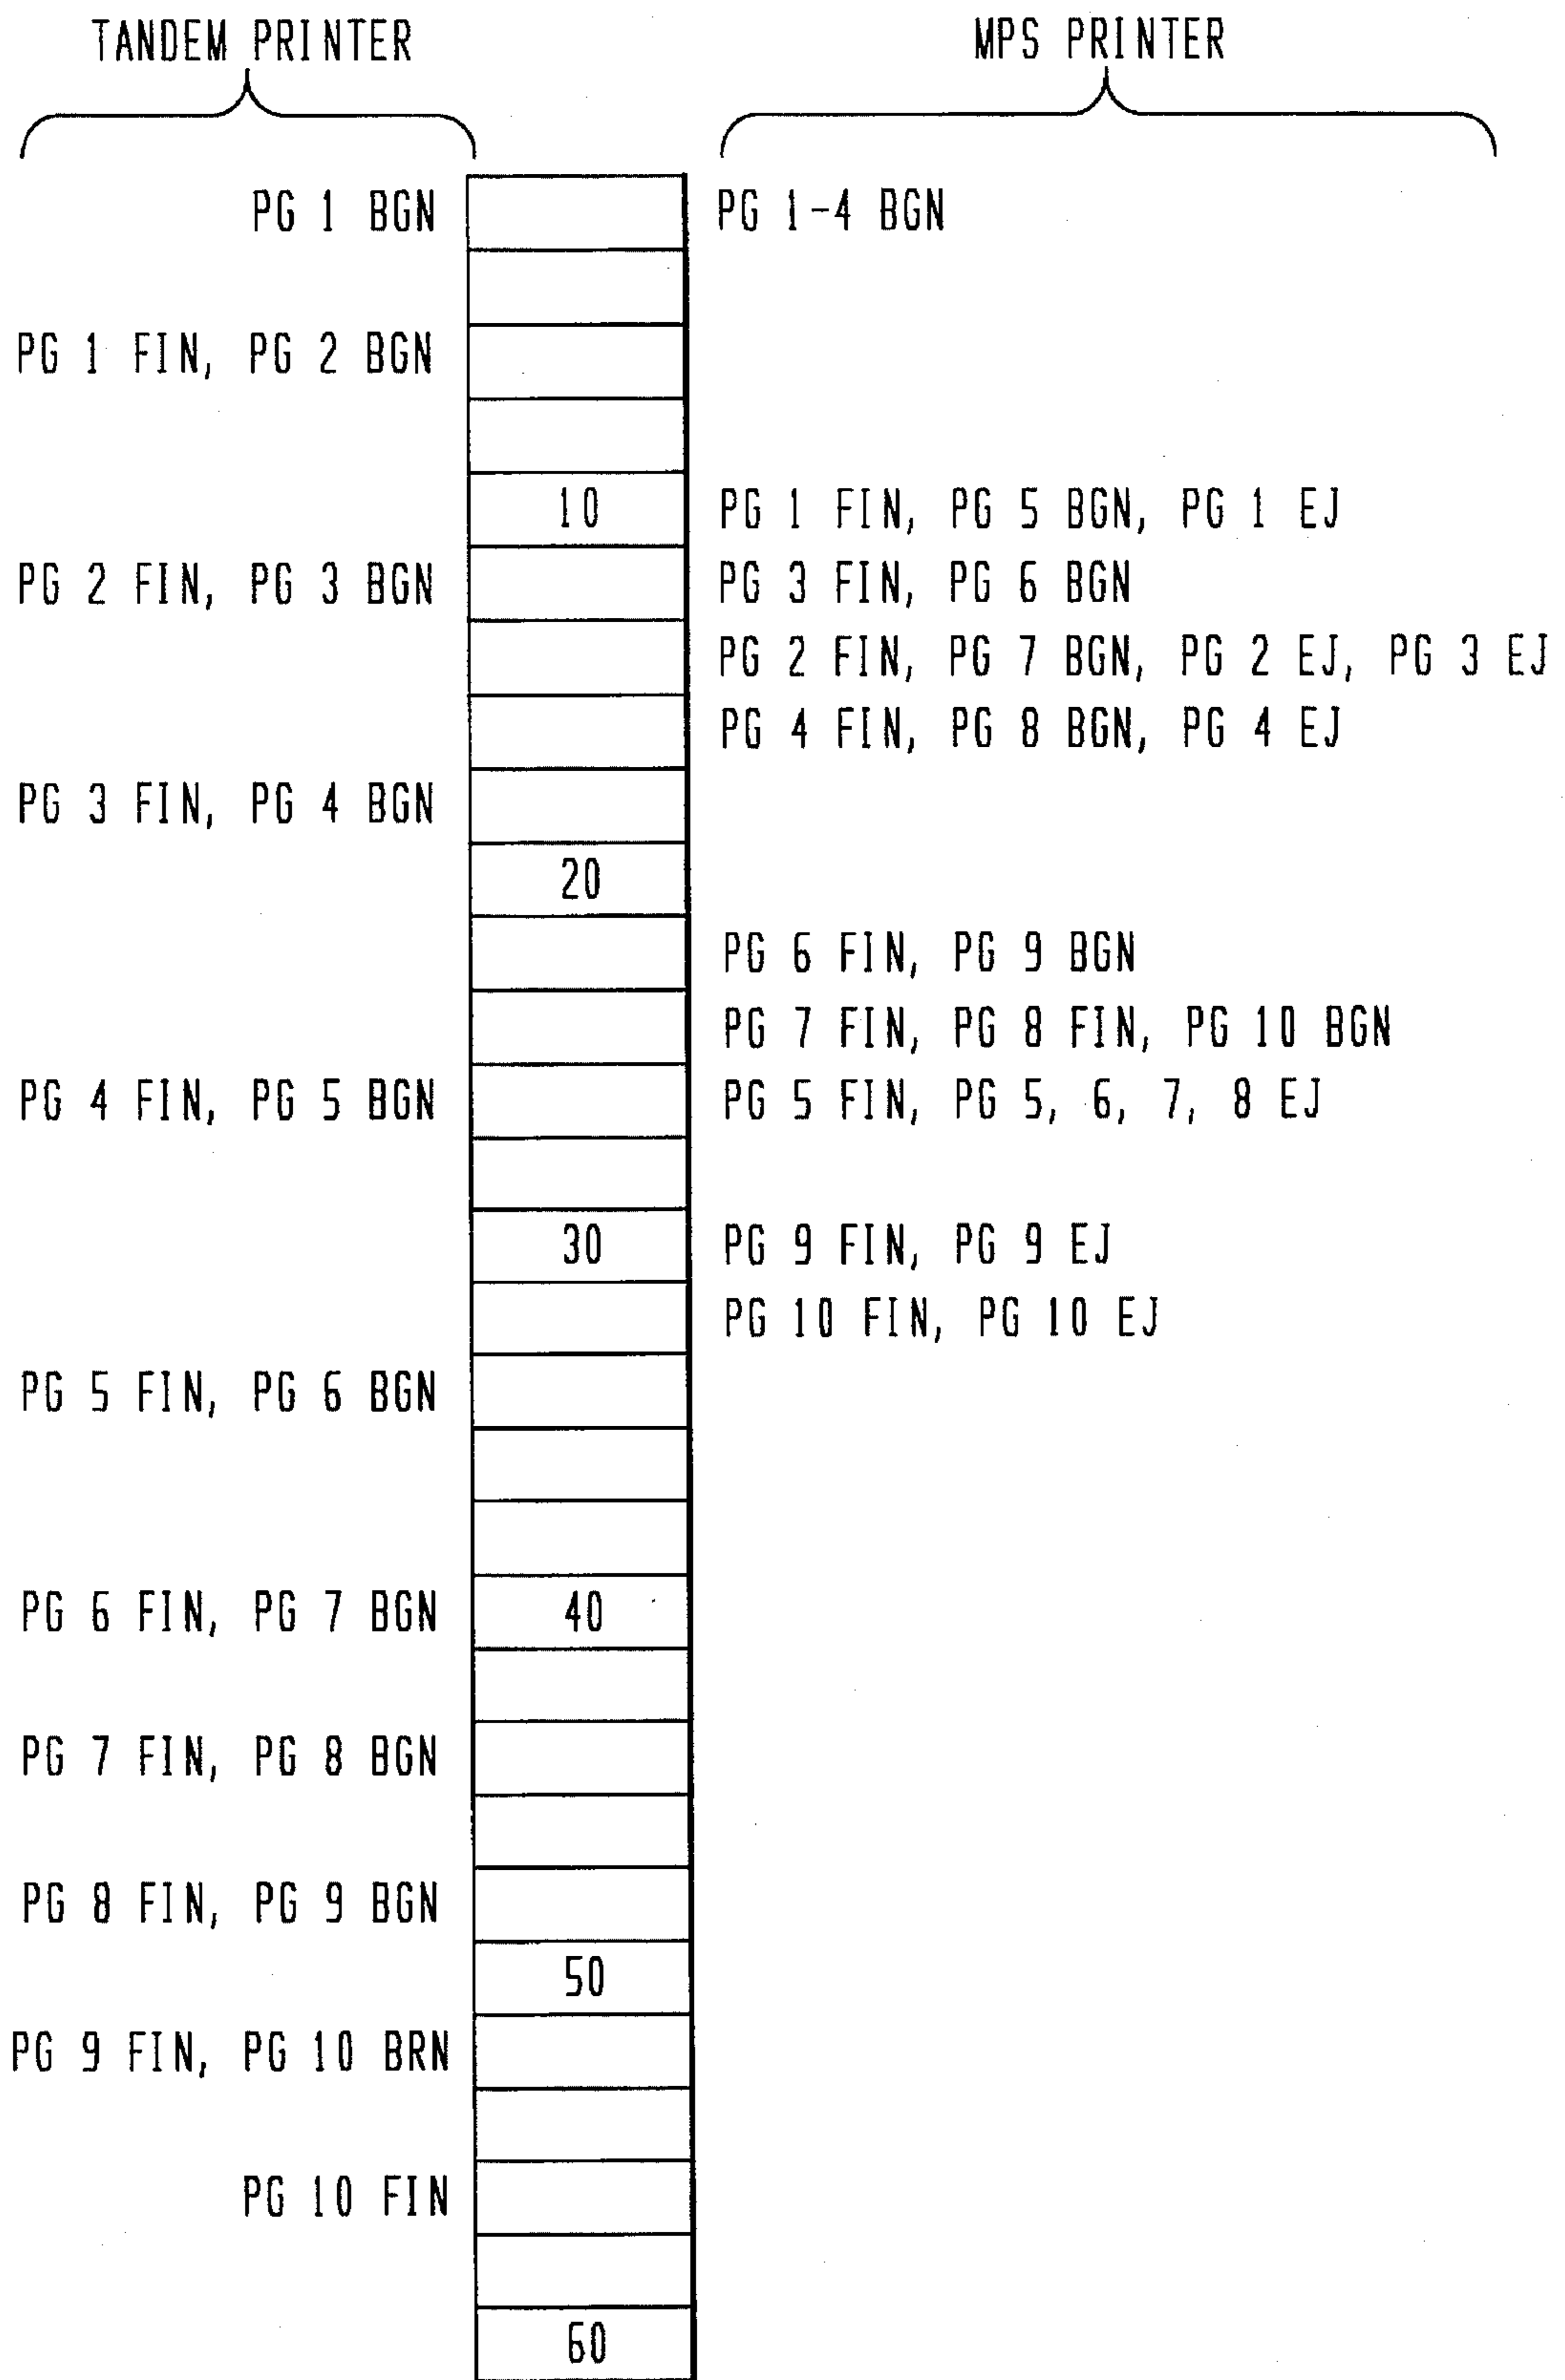 TANDEM PRINTER MPS PRINTER
PG 1 BGN PG 1-4 BGN
PG 1 FIN, PG 2 BGN
10 PG 1 FIN, PG 5 BGN, PG 1 EJ
PG 2 FIN, PG 3 BGN PG 3 FIN, PG 6 BGN
PG 2 FIN, PG 7 BGN, PG 2 EJ, PG 3 EJ
PG 4 FIN, PG 8 BGN, PG 4 EJ
PG 3 FIN, PG 4 BGN
20
PG 6 FIN, PG 9 BGN
PG 7 FIN, PG 8 FIN, PG 10 BGN
PG 4 FIN, PG 5 BGN PG 5 FIN, PG 5, 6, 7, 8 EJ
30 PG 9 FIN, PG 9 EJ
PG 10 FIN, PG 10 EJ
PG 5 FIN, PG 6 BGN
PG 6 FIN, PG 7 BGN 40
PG 7 FIN, PG 8 BGN
PG 8 FIN, PG 9 BGN
50
PG 9 FIN, PG 10 BRN
PG 10 FIN
60